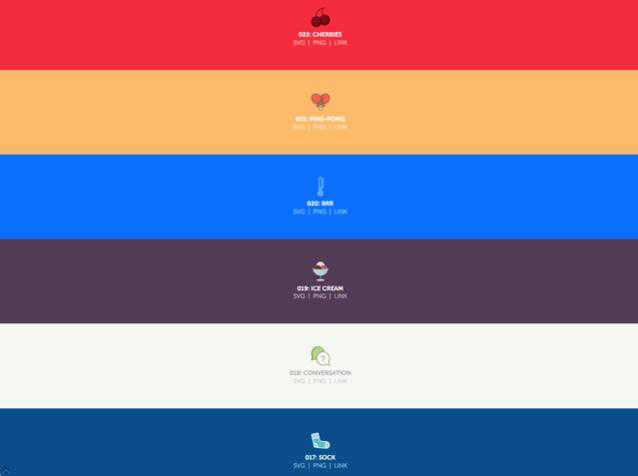 022: CHERRIES
SVG | PNG | LINK
021: PING-PONG
SVG | PNG | LINK
020: BRR
SVG | PNG | LINK
019: ICE CREAM
SVG | PNG | LINK
018: CONVERSATION
SVG | PNG | LINK
017: SOCK
SVG | PNG | LINK